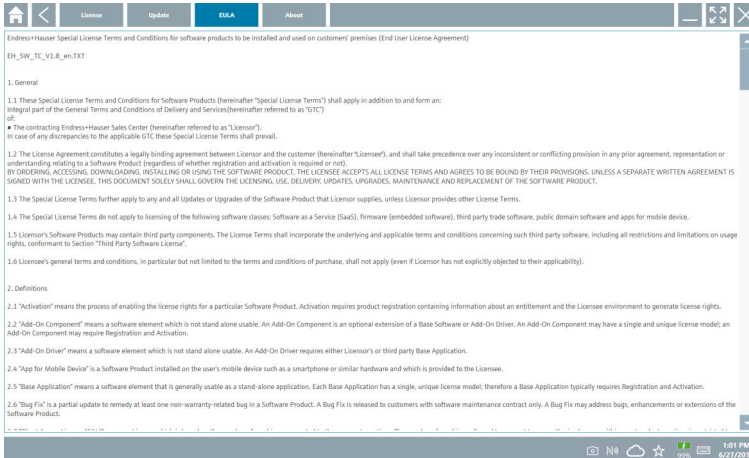 License
Update
EULA
About
Endress+Hauser Special License Terms and Conditions for software products to be installed and used on customers' premises (End User License Agreement)
EH_SW_TC_V1.8_en.TXT
1. General
1.1 These Special License Terms and Conditions for Software Products (hereinafter "Special License Terms") shall apply in addition to and form an:
Integral part of the General Terms and Conditions of Delivery and Services(hereinafter referred to as "GTC")
of:
▪ The contracting Endress+Hauser Sales Center (hereinafter referred to as "Licensor").
In case of any discrepancies to the applicable GTC these Special License Terms shall prevail.
1.2 The License Agreement constitutes a legally binding agreement between Licensor and the customer (hereinafter "Licensee"), and shall take precedence over any inconsistent or conflicting provision in any prior agreement, representation or
understanding relating to a Software Product (regardless of whether registration and activation is required or not).
BY ORDERING, ACCESSING, DOWNLOADING, INSTALLING OR USING THE SOFTWARE PRODUCT, THE LICENSEE ACCEPTS ALL LICENSE TERMS AND AGREES TO BE BOUND BY THEIR PROVISIONS. UNLESS A SEPARATE WRITTEN AGREEMENT IS
SIGNED WITH THE LICENSEE, THIS DOCUMENT SOLELY SHALL GOVERN THE LICENSING, USE, DELIVERY, UPDATES, UPGRADES, MAINTENANCE AND REPLACEMENT OF THE SOFTWARE PRODUCT.
1.3 The Special License Terms further apply to any and all Updates or Upgrades of the Software Product that Licensor supplies, unless Licensor provides other License Terms.
1.4 The Special License Terms do not apply to licensing of the following software classes: Software as a Service (SaaS), firmware (embedded software), third party trade software, public domain software and apps for mobile device.
1.5 Licensor's Software Products may contain third party components. The License Terms shall incorporate the underlying and applicable terms and conditions concerning such third party software, including all restrictions and limitations on usage
rights, conformant to Section "Third Party Software License".
1.6 Licensee's general terms and conditions, in particular but not limited to the terms and conditions of purchase, shall not apply (even if Licensor has not explicitly objected to their applicability).
2. Definitions
2.1 "Activation" means the process of enabling the license rights for a particular Software Product. Activation requires product registration containing information about an entitlement and the Licensee environment to generate license rights.
2.2 "Add-On Component" means a software element which is not stand alone usable. An Add-On Component is an optional extension of a Base Software or Add-On Driver. An Add-On Component may have a single and unique license model; an
Add-On Component may require Registration and Activation.
2.3 "Add-On Driver" means a software element which is not stand alone usable. An Add-On Driver requires either Licensor's or third party Base Application.
2.4 "App for Mobile Device" is a Software Product installed on the user's mobile device such as a smartphone or similar hardware and which is provided to the Licensee.
2.5 "Base Application" means a software element that is generally usable as a stand-alone application. Each Base Application has a single, unique license model; therefore a Base Application typically requires Registration and Activation.
2.6 "Bug Fix" is a partial update to remedy at least one non-warranty-related bug in a Software Product. A Bug Fix is released to customers with software maintenance contract only. A Bug Fix may address bugs, enhancements or extensions of the
Software Product.
99%
1:01 PM
6/27/201